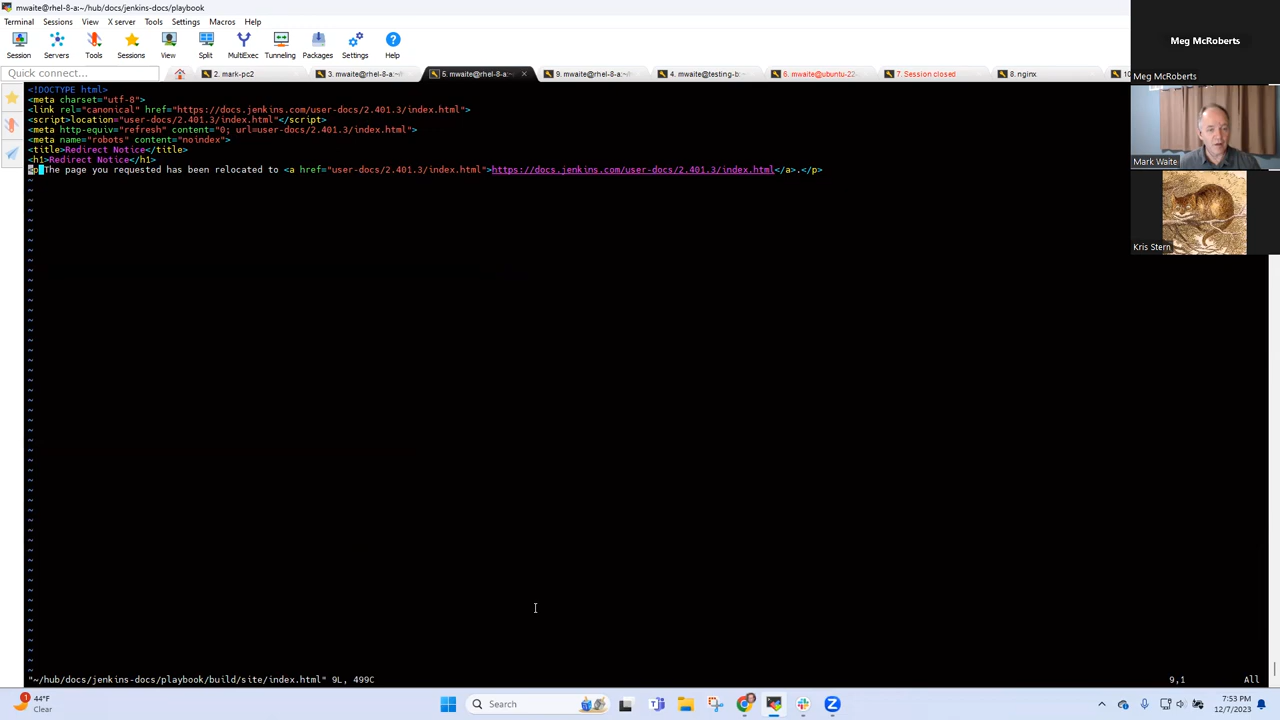 mwaite@rhel-8-a:~/hub/docs/jenkins-docs/playbook
Terminal Sessions View X server Tools Settings Macros Help
Session Servers Tools Sessions View Split MultiExec Tunneling Packages Settings Help
Quick connect...
2. mark-pc2
3. mwaite@rhel-8-a:~/
5. mwaite@rhel-8-a:~
9. mwaite@rhel-8-a:~/
4. mwaite@testing-b:
6. mwaite@ubuntu-22-
7. Session closed
8. nginx
10
<!DOCTYPE html>
<meta charset="utf-8">
<link rel="canonical" href="https://docs.jenkins.com/user-docs/2.401.3/index.html">
<script>location="user-docs/2.401.3/index.html"</script>
<meta http-equiv="refresh" content="0; url=user-docs/2.401.3/index.html">
<meta name="robots" content="noindex">
<title>Redirect Notice</title>
<h1>Redirect Notice</h1>
<p>The page you requested has been relocated to <a href="user-docs/2.401.3/index.html">https://docs.jenkins.com/user-docs/2.401.3/index.html</a>.</p>
"~/hub/docs/jenkins-docs/playbook/build/site/index.html" 9L, 499C
9,1
All
Meg McRoberts
Meg McRoberts
Mark Waite
Kris Stern
1
44°F
Clear
Search
7:53 PM
12/7/2023